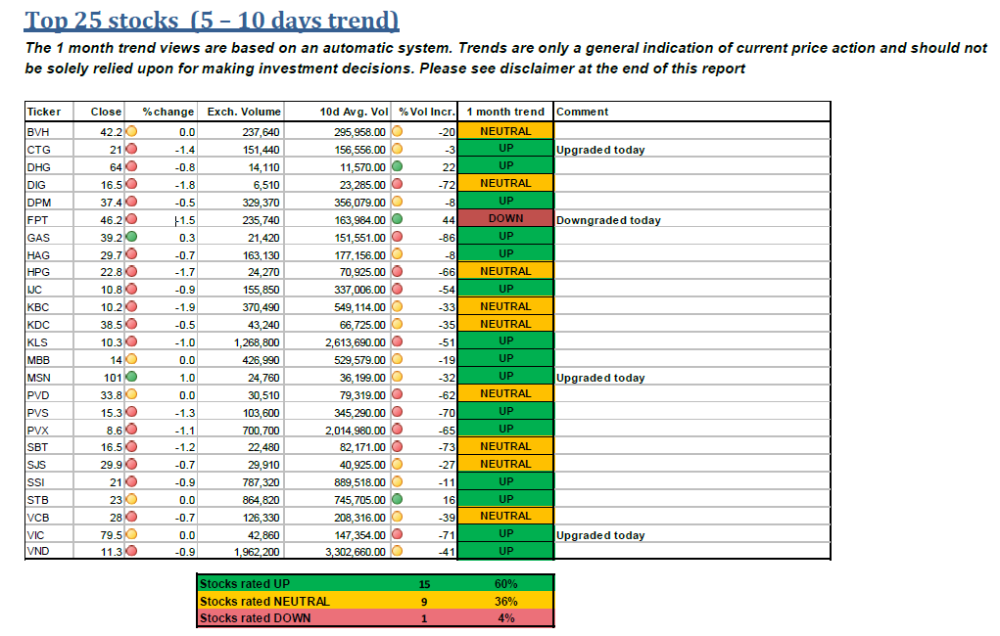 Top 25 stocks (5 – 10 days trend)
The 1 month trend views are based on an automatic system. Trends are only a general indication of current price action and should not
be solely relied upon for making investment decisions. Please see disclaimer at the end of this report
Ticker Close %change Exch. Volume 10d Avg. Vol %Vol Incr. 1 month trend Comment
BVH 42.2 0.0 237,640 295,958.00 -20 NEUTRAL
CTG 21 -1.4 151,440 156,556.00 -3 UP Upgraded today
DHG 64 -0.8 14,110 11,570.00 22 UP
DIG 16.5 -1.8 6,510 23,285.00 -72 NEUTRAL
DPM 37.4 -0.5 329,370 356,079.00 -8 UP
FPT 46.2 -1.5 235,740 163,984.00 44 DOWN Downgraded today
GAS 39.2 0.3 21,420 151,551.00 -86 UP
HAG 29.7 -0.7 163,130 177,156.00 -8 UP
HPG 22.8 -1.7 24,270 70,925.00 -66 NEUTRAL
IJC 10.8 -0.9 155,850 337,006.00 -54 UP
KBC 10.2 -1.9 370,490 549,114.00 -33 NEUTRAL
KDC 38.5 -0.5 43,240 66,725.00 -35 NEUTRAL
KLS 10.3 -1.0 1,268,800 2,613,690.00 -51 UP
MBB 14 0.0 426,990 529,579.00 -19 UP
MSN 101 1.0 24,760 36,199.00 -32 UP Upgraded today
PVD 33.8 0.0 30,510 79,319.00 -62 NEUTRAL
PVS 15.3 -1.3 103,600 345,290.00 -70 UP
PVX 8.6 -1.1 700,700 2,014,980.00 -65 UP
SBT 16.5 -1.2 22,480 82,171.00 -73 NEUTRAL
SJS 29.9 -0.7 29,910 40,925.00 -27 NEUTRAL
SSI 21 -0.9 787,320 889,518.00 -11 UP
STB 23 0.0 864,820 745,705.00 16 UP
VCB 28 -0.7 126,330 208,316.00 -39 NEUTRAL
VIC 79.5 0.0 42,860 147,354.00 -71 UP Upgraded today
VND 11.3 -0.9 1,962,200 3,302,660.00 -41 UP
Stocks rated UP 15 60%
Stocks rated NEUTRAL 9 36%
Stocks rated DOWN 1 4%